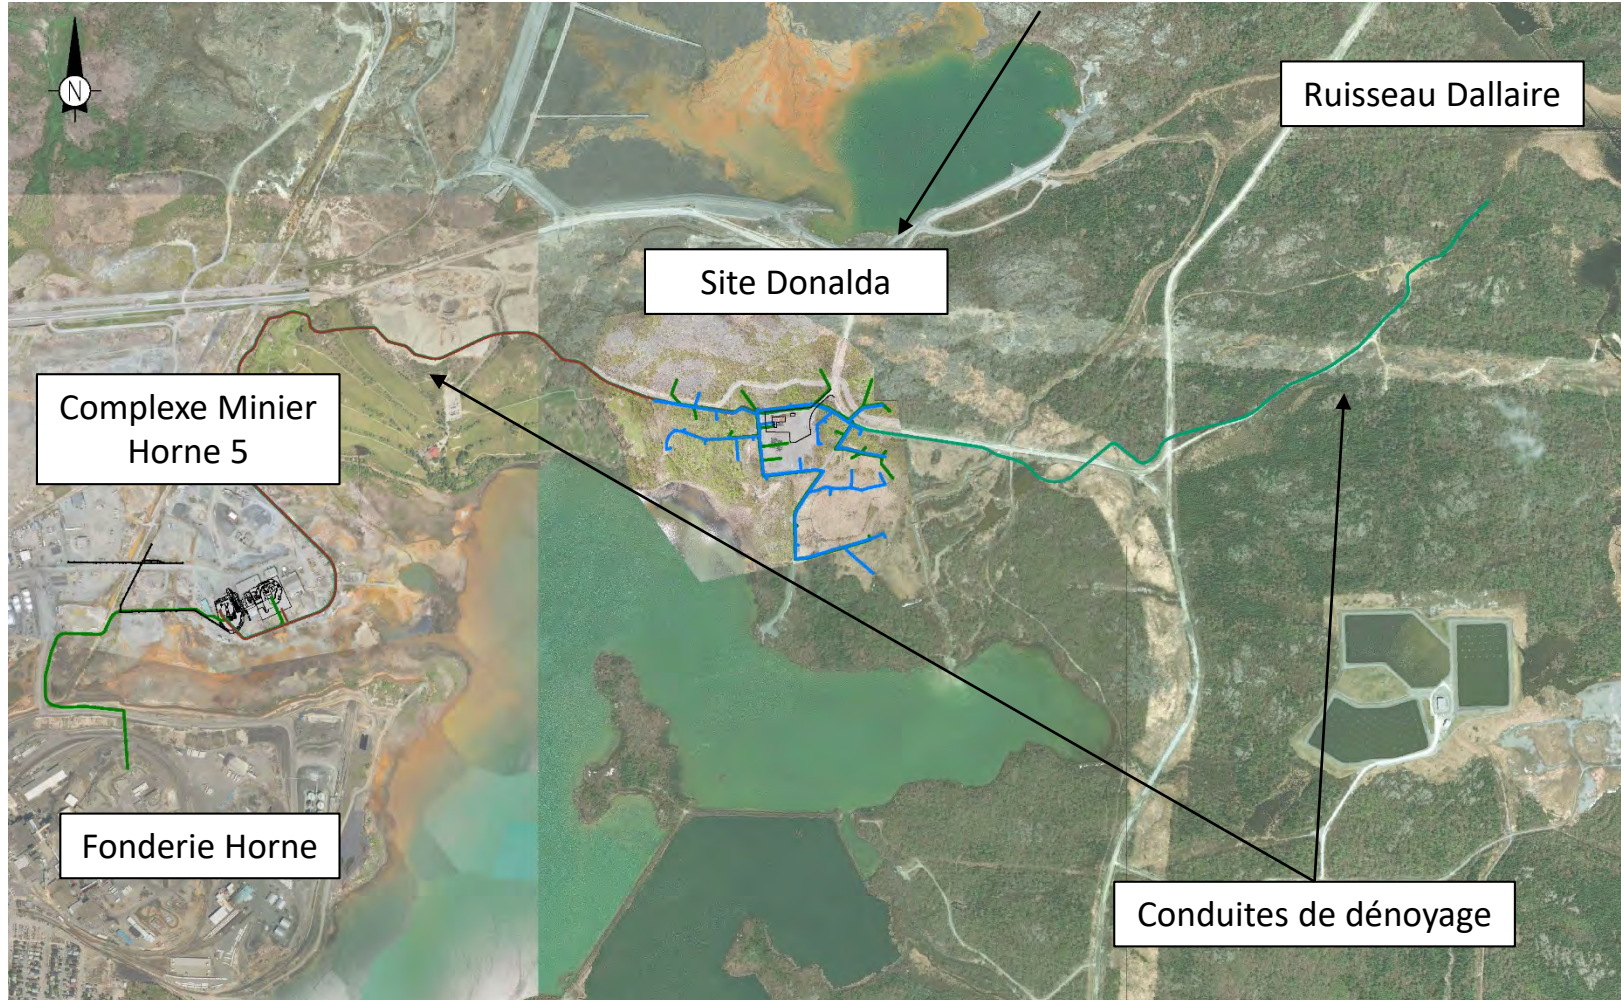 N
Ruisseau Dallaire
Site Donalda
Complexe Minier
Horne 5
Fonderie Horne
Conduites de dénoyage